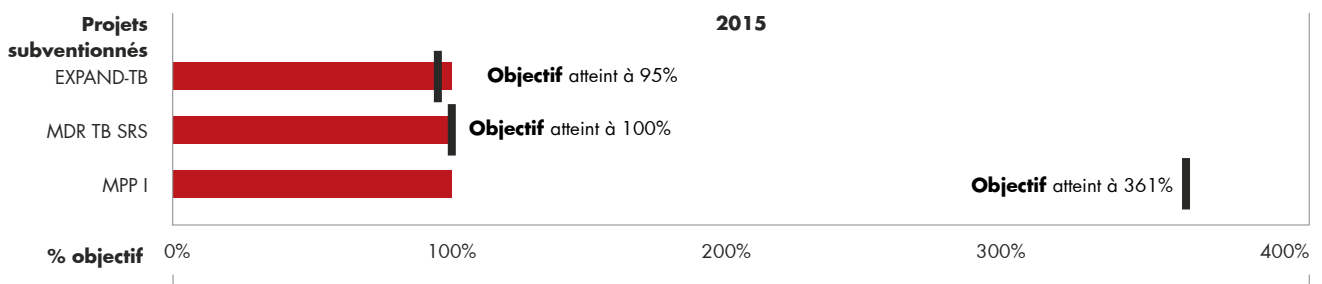 Projets
subventionnés
2015
EXPAND-TB
Objectif atteint à 95%
MDR TB SRS
Objectif atteint à 100%
MPP I
Objectif atteint à 361%
% objectif 0% 100% 200% 300% 400%